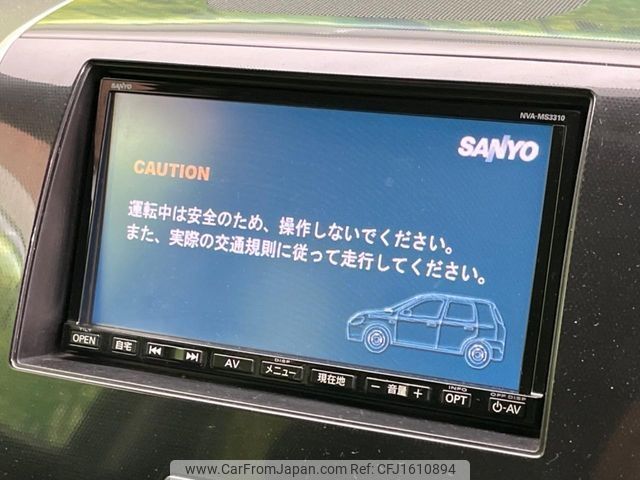 SANYO
NVA-MS3310
SANYO
CAUTION
運転中は安全のため、操作しないでください。
また、実際の交通規則に従って走行してください。
TILT
OPEN
自宅
AV
DISP
メニュー
現在地
− 音量 +
INFO
OPT
OFF DISP
⏻-AV
www.CarFromJapan.com CFJ1610894